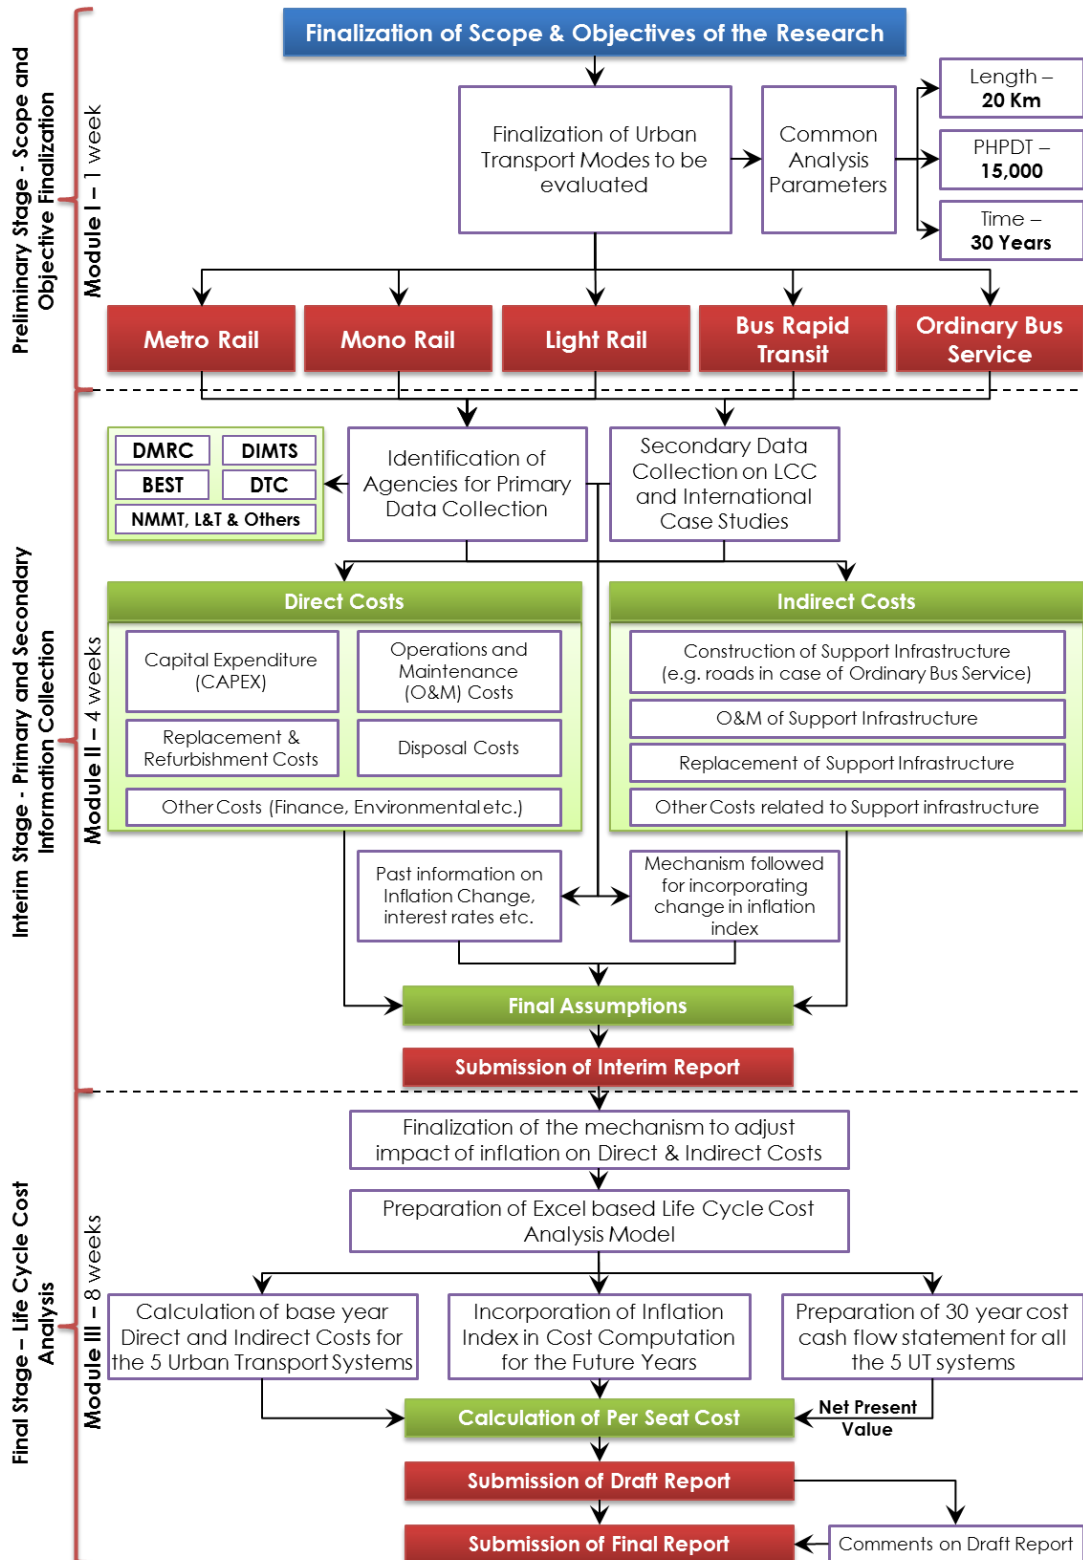 Finalization of Scope & Objectives of the Research
Preliminary Stage - Scope and
Objective Finalization
Module I – 1 week
Finalization of Urban
Transport Modes to be
evaluated
Common
Analysis
Parameters
Length –
20 Km
PHPDT –
15,000
Time –
30 Years
Metro Rail
Mono Rail
Light Rail
Bus Rapid
Transit
Ordinary Bus
Service
Interim Stage - Primary and Secondary
Information Collection
Module II – 4 weeks
DMRC
DIMTS
BEST
DTC
NMMT, L&T & Others
Identification of
Agencies for Primary
Data Collection
Secondary Data
Collection on LCC
and International
Case Studies
Direct Costs
Capital Expenditure
(CAPEX)
Operations and
Maintenance
(O&M) Costs
Replacement &
Refurbishment Costs
Disposal Costs
Other Costs (Finance, Environmental etc.)
Indirect Costs
Construction of Support Infrastructure
(e.g. roads in case of Ordinary Bus Service)
O&M of Support Infrastructure
Replacement of Support Infrastructure
Other Costs related to Support infrastructure
Past information on
Inflation Change,
interest rates etc.
Mechanism followed
for incorporating
change in inflation
index
Final Assumptions
Submission of Interim Report
Final Stage – Life Cycle Cost
Analysis
Module III – 8 weeks
Finalization of the mechanism to adjust
impact of inflation on Direct & Indirect Costs
Preparation of Excel based Life Cycle Cost
Analysis Model
Calculation of base year
Direct and Indirect Costs for
the 5 Urban Transport Systems
Incorporation of Inflation
Index in Cost Computation
for the Future Years
Preparation of 30 year cost
cash flow statement for all
the 5 UT systems
Calculation of Per Seat Cost
Net Present
Value
Submission of Draft Report
Submission of Final Report
Comments on Draft Report